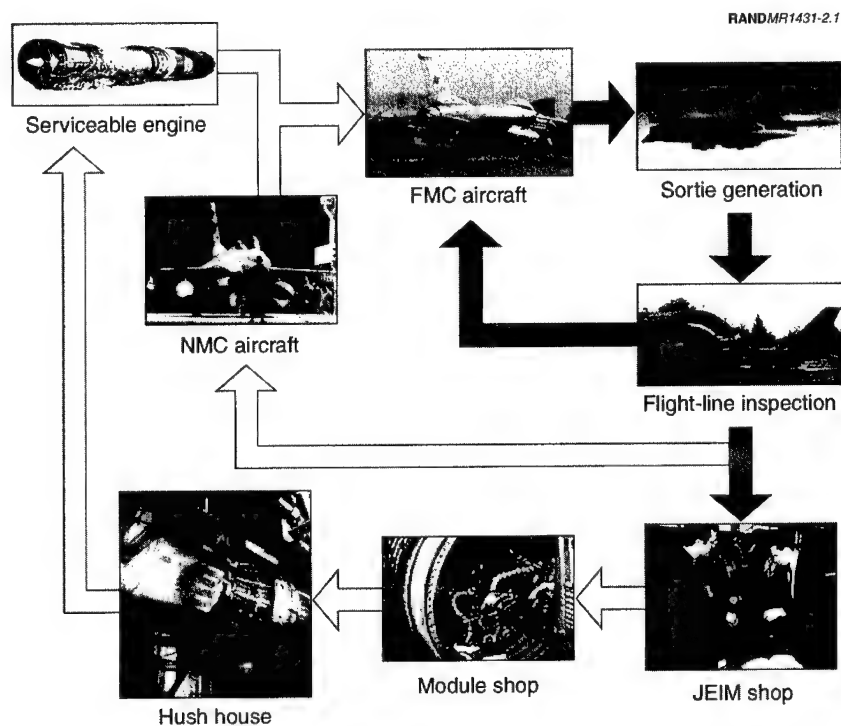 RANDMR1431-2.1
Serviceable engine
FMC aircraft
Sortie generation
NMC aircraft
Flight-line inspection
Hush house
Module shop
JEIM shop